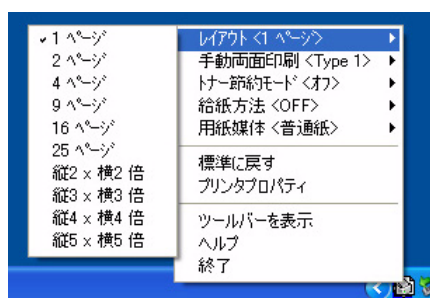 ✓1 ページ
2 ページ
4 ページ
9 ページ
16 ページ
25 ページ
縦2 x 横2 倍
縦3 x 横3 倍
縦4 x 横4 倍
縦5 x 横5 倍
レイアウト <1 ページ>
手動両面印刷 <Type 1>
トナー節約モード <オフ>
給紙方法 <OFF>
用紙媒体 <普通紙>
標準に戻す
プリンタプロパティ
ツールバーを表示
ヘルプ
終了